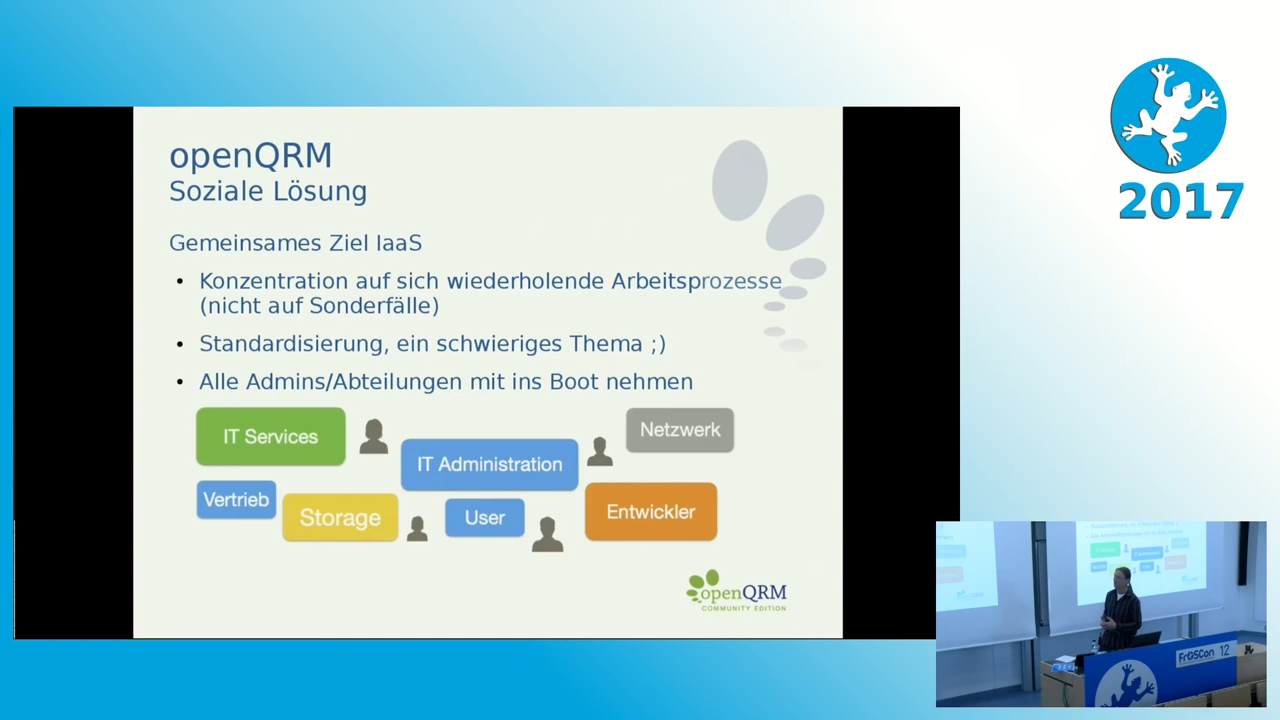 openQRM
Soziale Lösung
Gemeinsames Ziel IaaS
• Konzentration auf sich wiederholende Arbeitsprozesse
(nicht auf Sonderfälle)
• Standardisierung, ein schwieriges Thema ;)
• Alle Admins/Abteilungen mit ins Boot nehmen
IT Services
Netzwerk
IT Administration
Vertrieb
Storage
User
Entwickler
openQRM
COMMUNITY EDITION
2017
FrOSCon 12